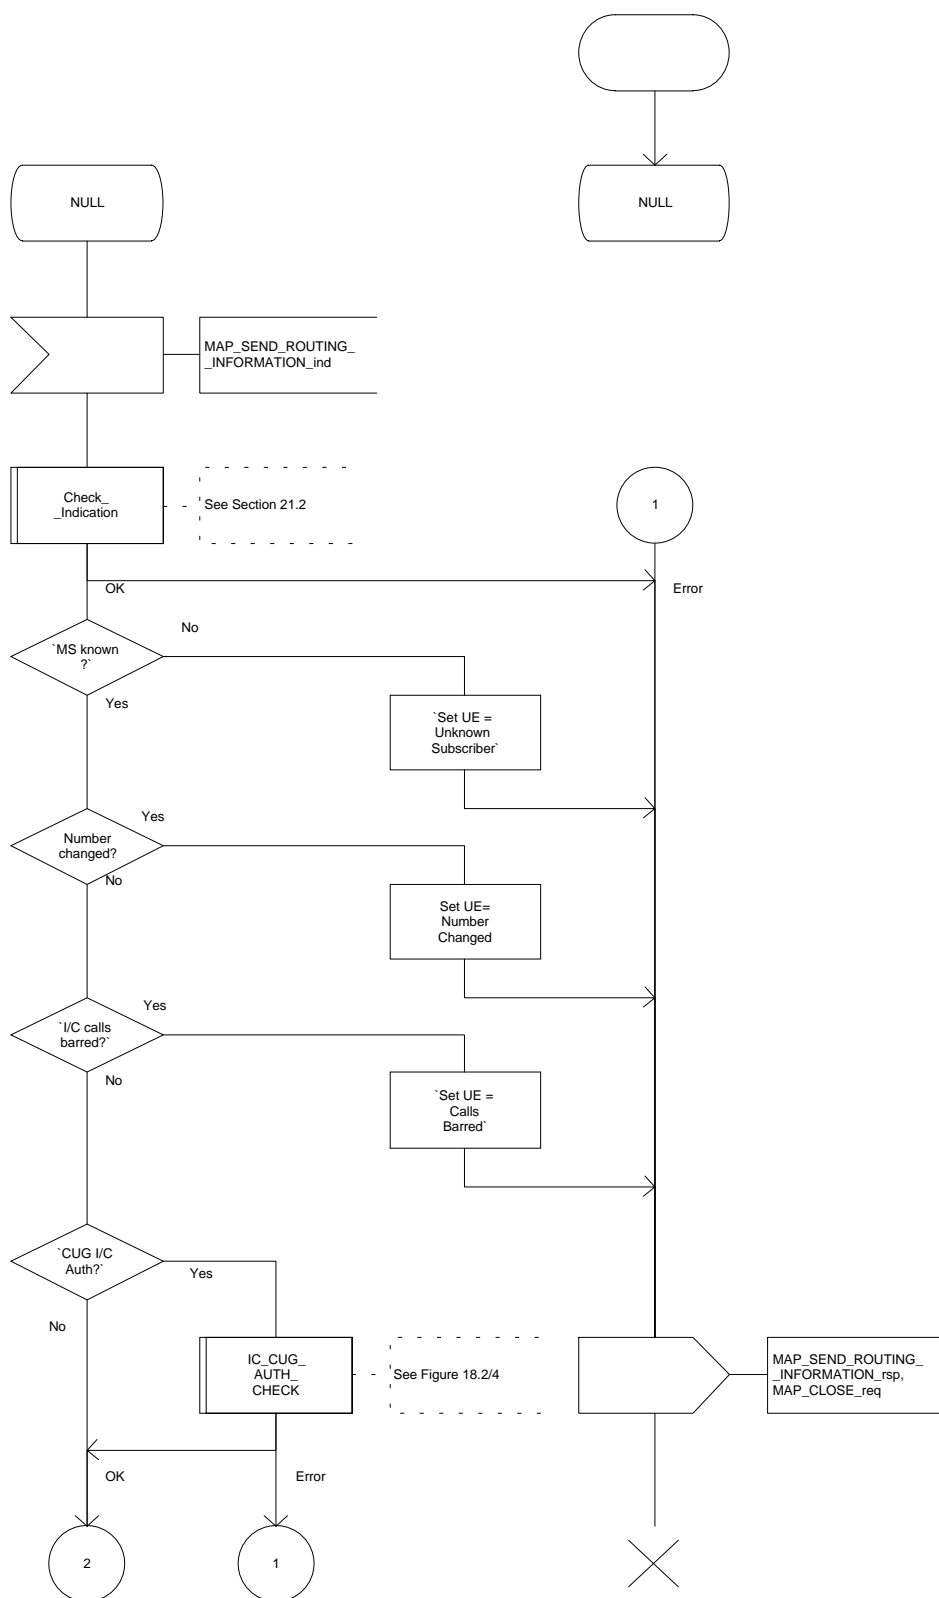 NULL
NULL
MAP_SEND_ROUTING_
_INFORMATION_ind
Check_
_Indication
See Section 21.2
1
OK
Error
`MS known
?`
No
Yes
`Set UE =
Unknown
Subscriber`
Number
changed?
Yes
No
Set UE=
Number
Changed
`I/C calls
barred?`
Yes
No
`Set UE =
Calls
Barred`
`CUG I/C
Auth?`
Yes
No
IC_CUG_
AUTH_
CHECK
See Figure 18.2/4
MAP_SEND_ROUTING_
_INFORMATION_rsp,
MAP_CLOSE_req
OK
Error
2
1